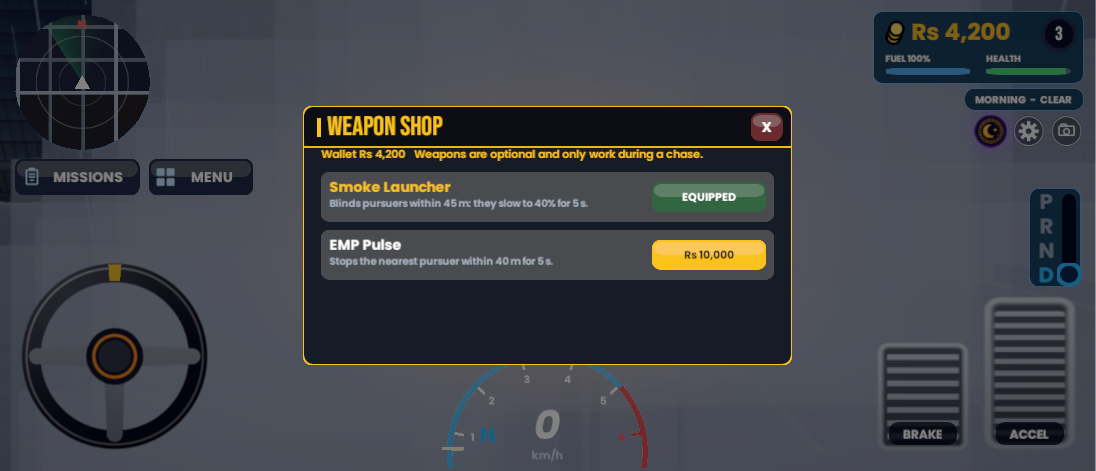 Rs 4,200
3
FUEL 100%
HEALTH
MORNING - CLEAR
MISSIONS
MENU
WEAPON SHOP
X
Wallet Rs 4,200 Weapons are optional and only work during a chase.
Smoke Launcher
Blinds pursuers within 45 m: they slow to 40% for 5 s.
EQUIPPED
EMP Pulse
Stops the nearest pursuer within 40 m for 5 s.
Rs 10,000
P
R
N
D
1
2
3
4
5
6
N
0
km/h
BRAKE
ACCEL